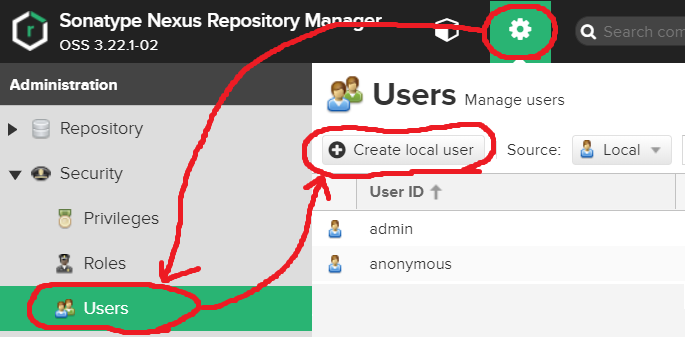 Sonatype Nexus Repository Manager
OSS 3.22.1-02
Search com
Administration
Repository
Security
Privileges
Roles
Users
Users Manage users
Create local user Source: Local
User ID
admin
anonymous